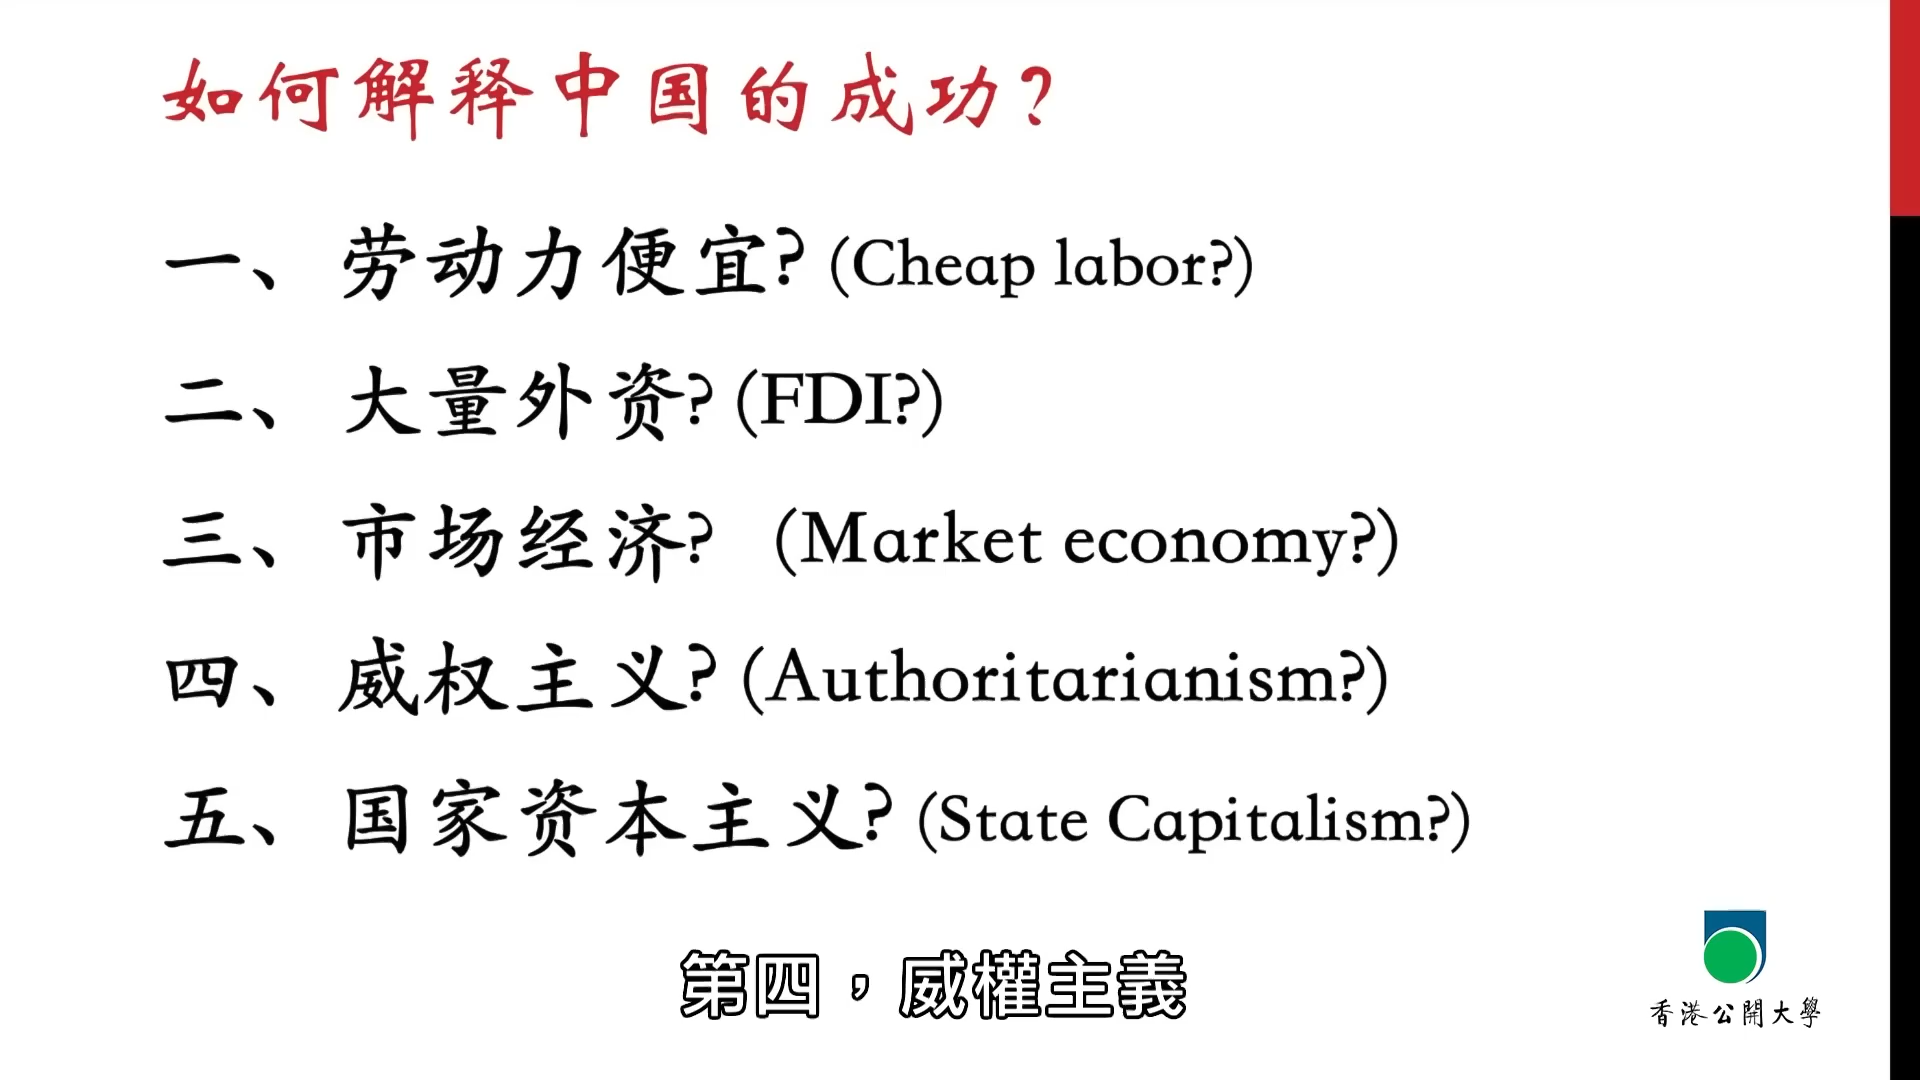 如何解释中国的成功?
一、劳动力便宜? (Cheap labor?)
二、大量外资? (FDI?)
三、市场经济? (Market economy?)
四、威权主义? (Authoritarianism?)
五、国家资本主义? (State Capitalism?)
第四，威權主義
香港公開大學